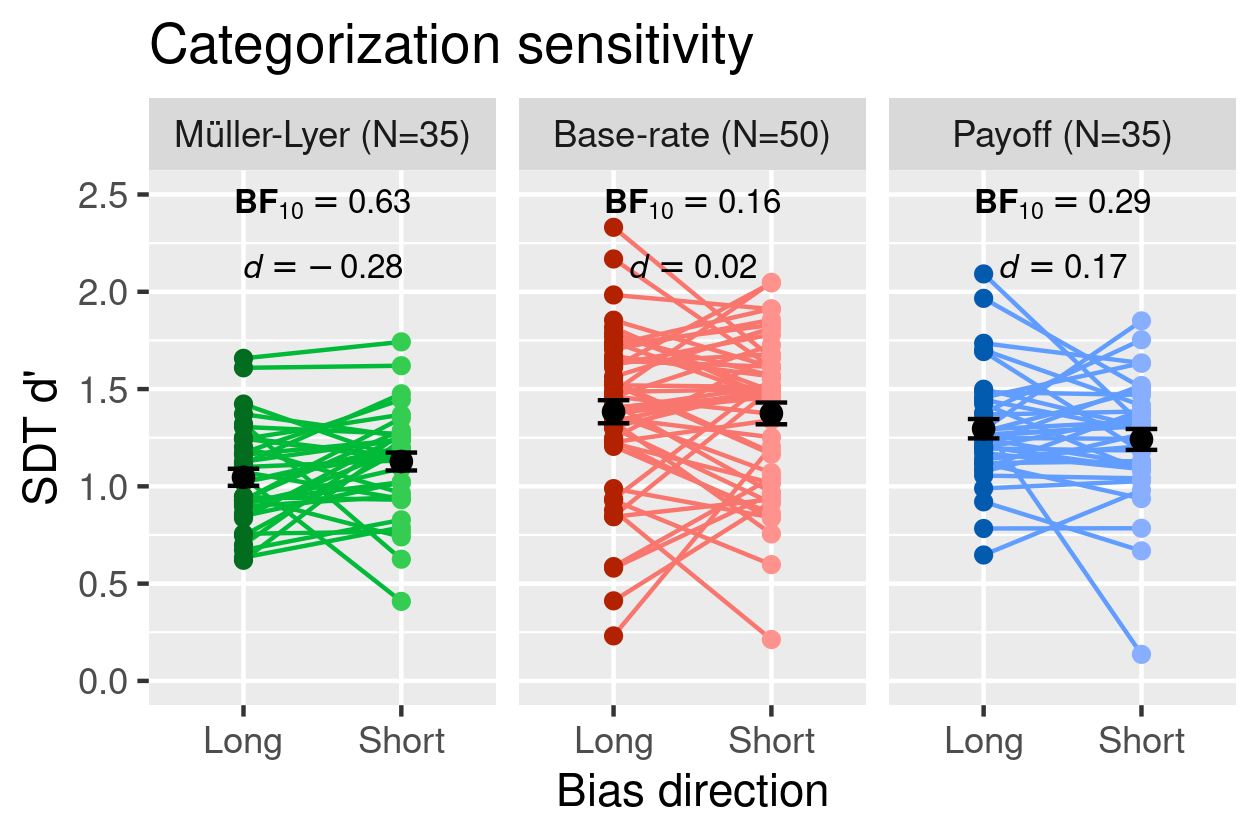 Categorization sensitivity
Müller-Lyer (N=35)
Base-rate (N=50)
Payoff (N=35)
BF10 = 0.63
d = − 0.28
BF10 = 0.16
d = 0.02
BF10 = 0.29
d = 0.17
2.5
2.0
1.5
1.0
0.5
0.0
SDT d'
Long Short
Long Short
Long Short
Bias direction